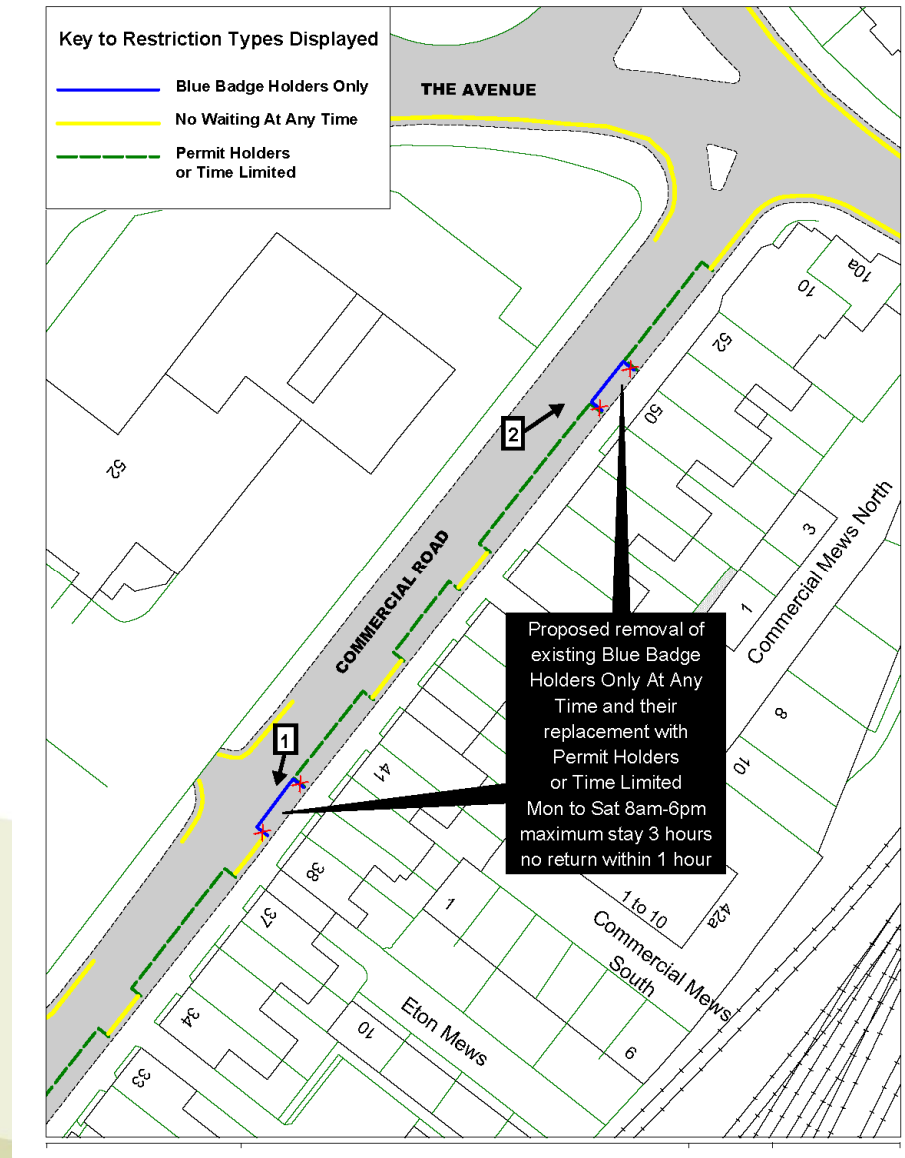 Key to Restriction Types Displayed
Blue Badge Holders Only
No Waiting At Any Time
Permit Holders
or Time Limited
THE AVENUE
10a
10
52
50
2
52
3
1
Commercial Mews North
COMMERCIAL ROAD
Proposed removal of
existing Blue Badge
Holders Only At Any
Time and their
replacement with
Permit Holders
or Time Limited
Mon to Sat 8am-6pm
maximum stay 3 hours
no return within 1 hour
8
10
1
41
38
1
1 to 10
42a
37
Commercial Mews
South
34
10
Eton Mews
9
33